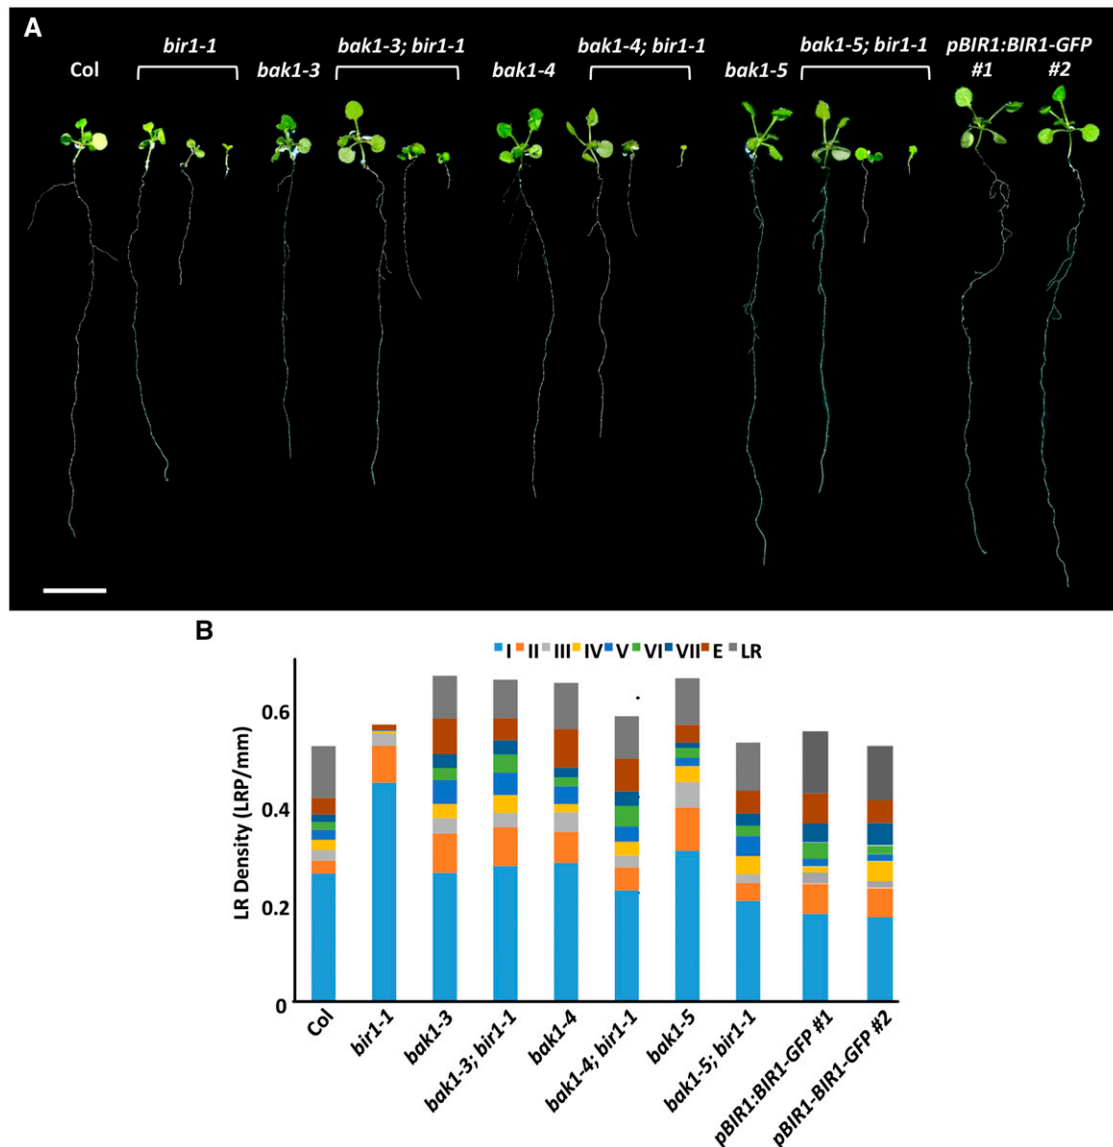 A
bir1-1 bak1-3; bir1-1 bak1-4; bir1-1 bak1-5; bir1-1 pBIR1:BIR1-GFP
Col bak1-3 bak1-4 bak1-5 #1 #2
B
I II III IV V VI VII E LR
LR Density (LRP/mm)
0.6
0.4
0.2
0
Col
bir1-1
bak1-3
bak1-3; bir1-1
bak1-4
bak1-4; bir1-1
bak1-5
bak1-5; bir1-1
pBIR1:BIR1-GFP #1
pBIR1-BIR1-GFP #2